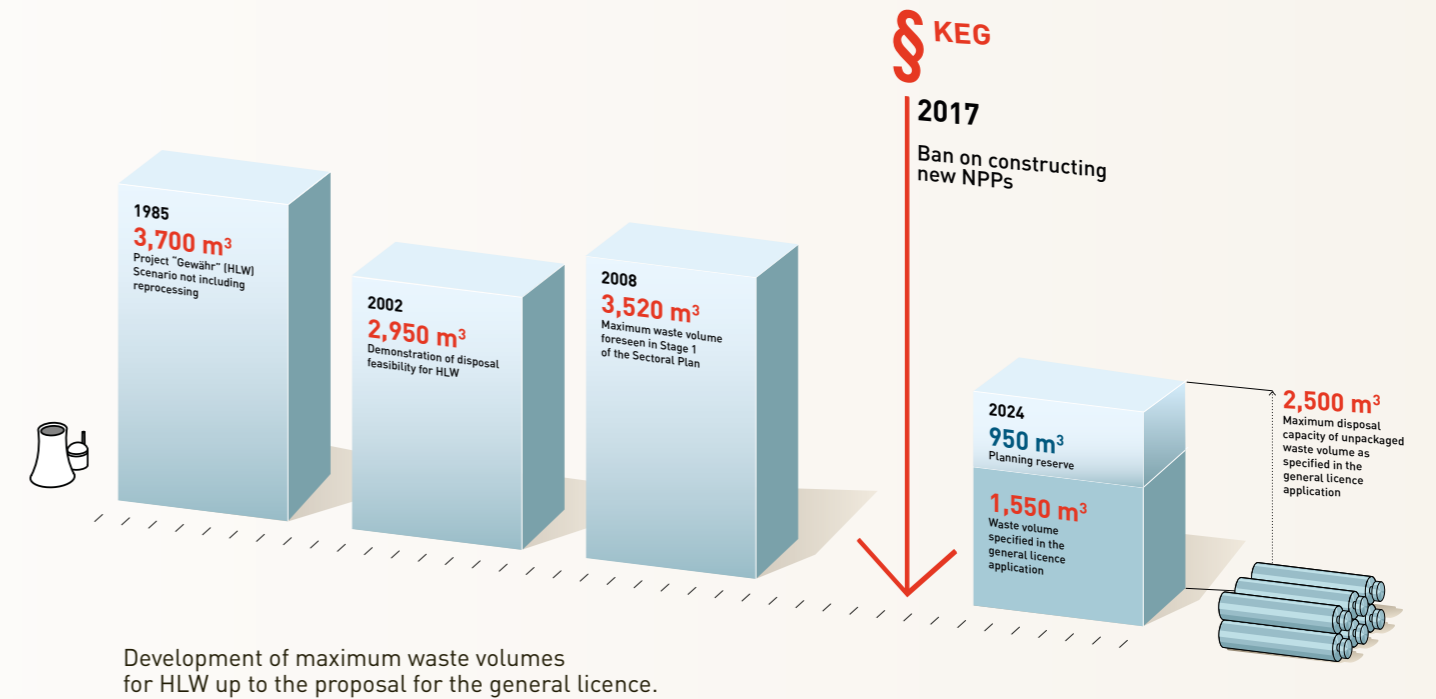 § KEG
2017
Ban on constructing
new NPPs
1985
3,700 m³
Project "Gewähr" (HLW)
Scenario not including
reprocessing
2002
2,950 m³
Demonstration of disposal
feasibility for HLW
2008
3,520 m³
Maximum waste volume
foreseen in Stage 1
of the Sectoral Plan
2024
950 m³
Planning reserve
1,550 m³
Waste volume
specified in the
general licence
application
2,500 m³
Maximum disposal
capacity of unpackaged
waste volume as
specified in the
general licence
application
Development of maximum waste volumes
for HLW up to the proposal for the general licence.